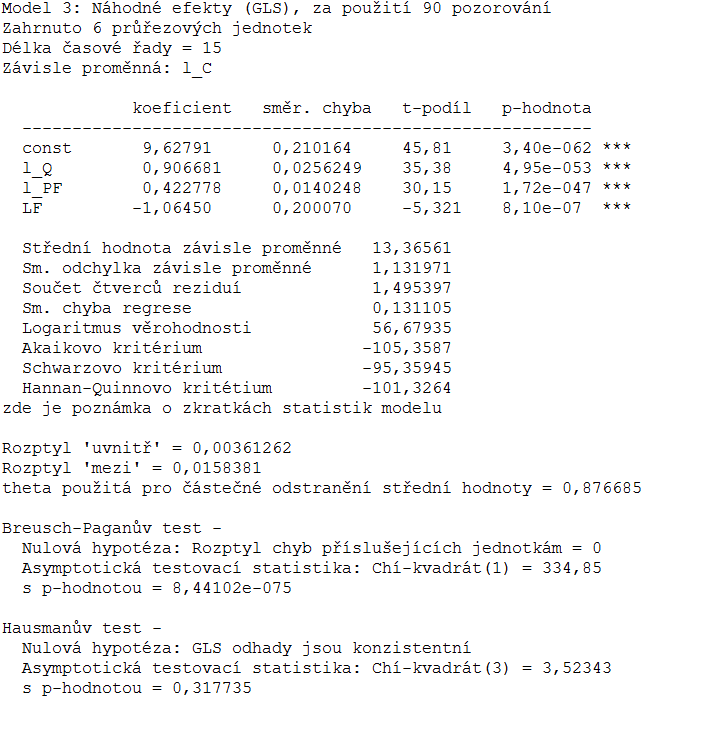 Model 3: Náhodné efekty (GLS), za použití 90 pozorování
Zahrnuto 6 průřezových jednotek
Délka časové řady = 15
Závisle proměnná: l_C
koeficient směr. chyba t-podíl p-hodnota
---------------------------------------------------------
const 9,62791 0,210164 45,81 3,40e-062 ***
l_Q 0,906681 0,0256249 35,38 4,95e-053 ***
l_PF 0,422778 0,0140248 30,15 1,72e-047 ***
LF -1,06450 0,200070 -5,321 8,10e-07 ***
Střední hodnota závisle proměnné 13,36561
Sm. odchylka závisle proměnné 1,131971
Součet čtverců reziduí 1,495397
Sm. chyba regrese 0,131105
Logaritmus věrohodnosti 56,67935
Akaikovo kritérium -105,3587
Schwarzovo kritérium -95,35945
Hannan-Quinnovo kritétium -101,3264
zde je poznámka o zkratkách statistik modelu
Rozptyl 'uvnitř' = 0,00361262
Rozptyl 'mezi' = 0,0158381
theta použitá pro částečné odstranění střední hodnoty = 0,876685
Breusch-Paganův test -
Nulová hypotéza: Rozptyl chyb příslušejících jednotkám = 0
Asymptotická testovací statistika: Chí-kvadrát(1) = 334,85
s p-hodnotou = 8,44102e-075
Hausmanův test -
Nulová hypotéza: GLS odhady jsou konzistentní
Asymptotická testovací statistika: Chí-kvadrát(3) = 3,52343
s p-hodnotou = 0,317735